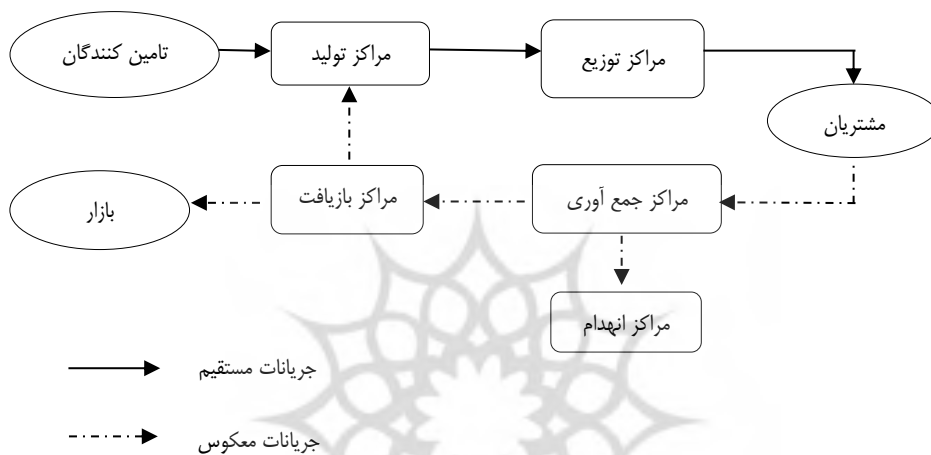 تامین کنندگان
مراکز تولید
مراکز توزیع
مشتریان
مراکز جمع آوری
مراکز بازیافت
بازار
مراکز انهدام
جریانات مستقیم
جریانات معکوس